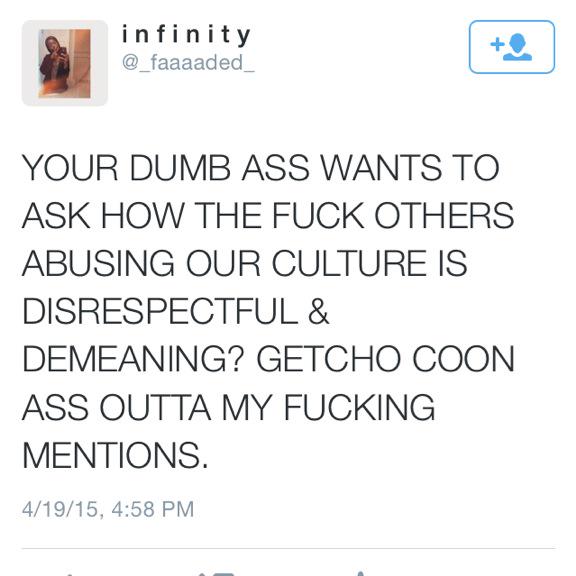 infinity
@_faaaaded_
YOUR DUMB ASS WANTS TO
ASK HOW THE FUCK OTHERS
ABUSING OUR CULTURE IS
DISRESPECTFUL &
DEMEANING? GETCHO COON
ASS OUTTA MY FUCKING
MENTIONS.
4/19/15, 4:58 PM